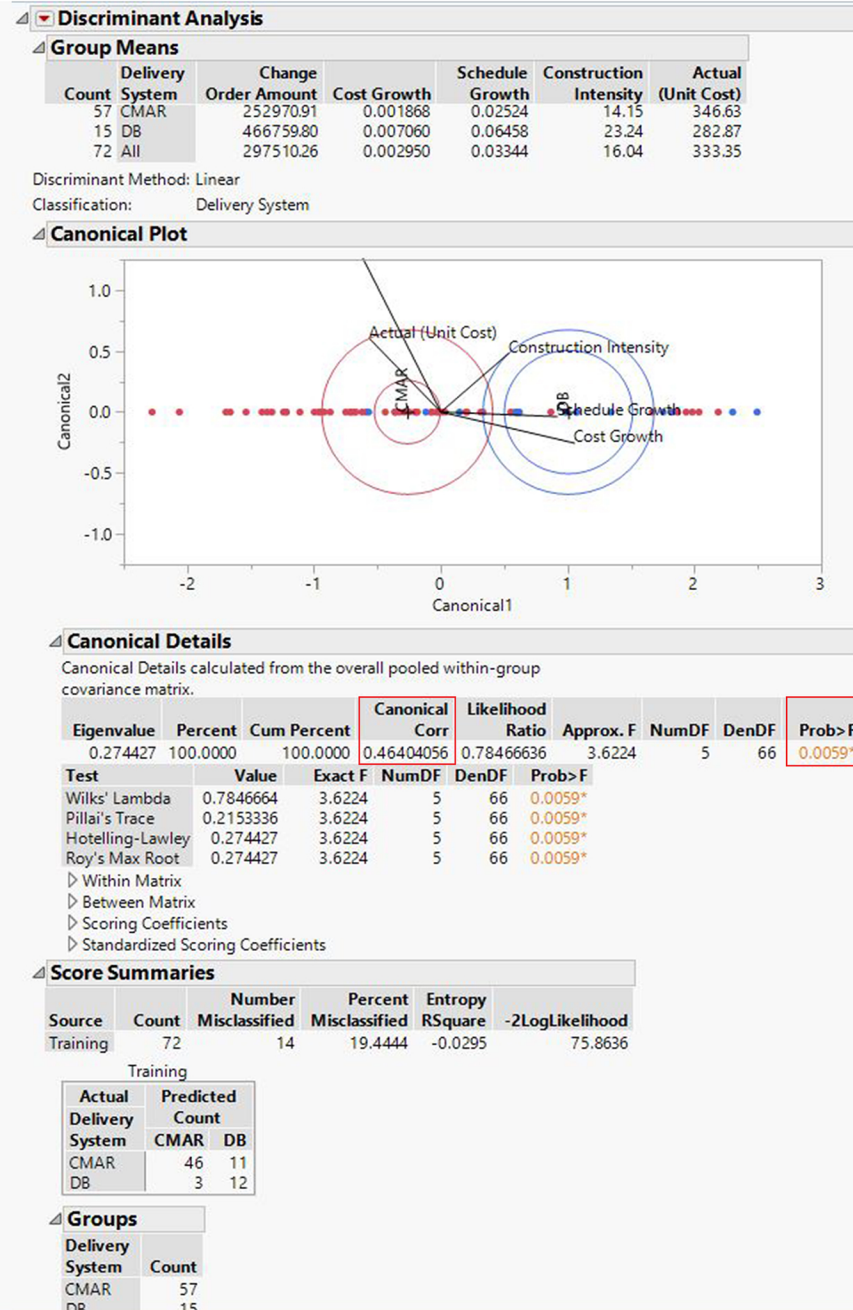 Discriminant Analysis
Group Means
Delivery Change Schedule Construction Actual
Count System Order Amount Cost Growth Growth Intensity (Unit Cost)
57 CMAR 252970.91 0.001868 0.02524 14.15 346.63
15 DB 466759.80 0.007060 0.06458 23.24 282.87
72 All 297510.26 0.002950 0.03344 16.04 333.35
Discriminant Method: Linear
Classification: Delivery System
Canonical Plot
1.0
Actual (Unit Cost)
Construction Intensity
0.5
CMAR
DB
Canonical2
0.0
Schedule Growth
Cost Growth
-0.5
-1.0
-2 -1 0 1 2 3
Canonical1
Canonical Details
Canonical Details calculated from the overall pooled within-group
covariance matrix.
Canonical Likelihood
Eigenvalue Percent Cum Percent Corr Ratio Approx. F NumDF DenDF Prob>F
0.274427 100.0000 100.0000 0.46404056 0.78466636 3.6224 5 66 0.0059*
Test Value Exact F NumDF DenDF Prob>F
Wilks' Lambda 0.7846664 3.6224 5 66 0.0059*
Pillai's Trace 0.2153336 3.6224 5 66 0.0059*
Hotelling-Lawley 0.274427 3.6224 5 66 0.0059*
Roy's Max Root 0.274427 3.6224 5 66 0.0059*
Within Matrix
Between Matrix
Scoring Coefficients
Standardized Scoring Coefficients
Score Summaries
Number Percent Entropy
Source Count Misclassified Misclassified RSquare -2LogLikelihood
Training 72 14 19.4444 -0.0295 75.8636
Training
Actual Predicted
Delivery Count
System CMAR DB
CMAR 46 11
DB 3 12
Groups
Delivery
System Count
CMAR 57
DB 15